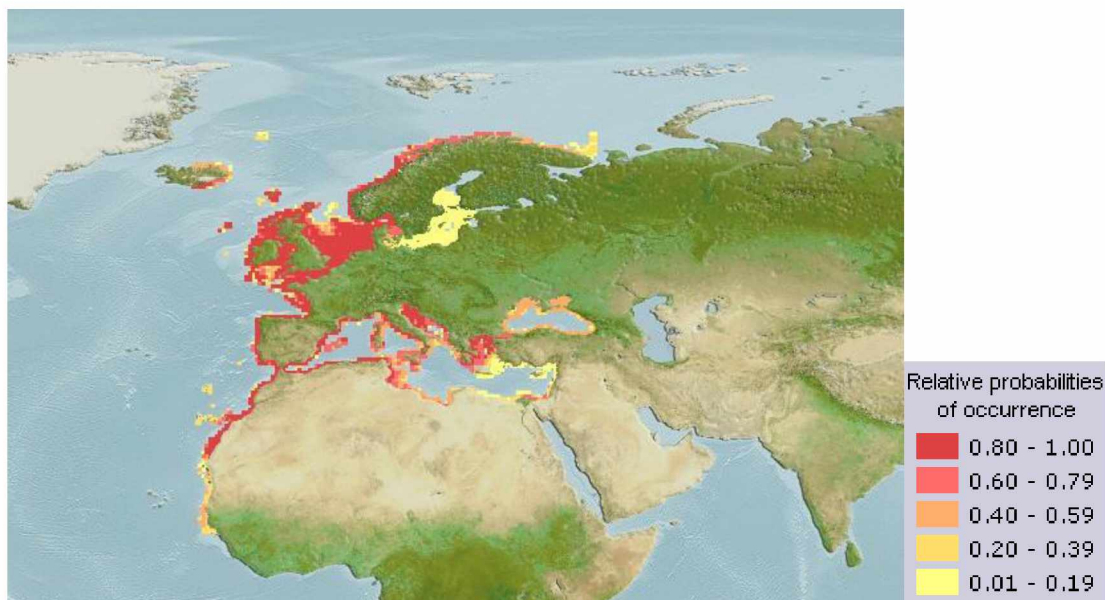 Relative probabilities
of occurrence
0.80 - 1.00
0.60 - 0.79
0.40 - 0.59
0.20 - 0.39
0.01 - 0.19